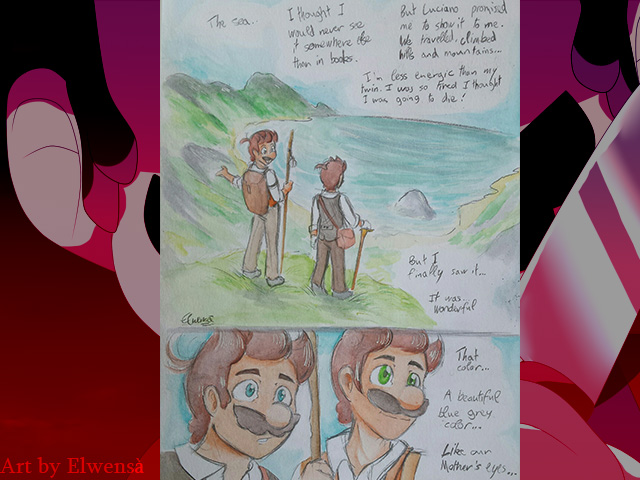 The sea..
I thought I
would never see
it somewhere else
than in books.
But Luciano promised
me to show it to me.
We travelled, climbed
hills and mountains...
I'm less energic than my
twin. I was so tired I thought
I was going to die!
But I
finally saw it...
It was
Wonderful
Elwensà
That
color...
A beautiful
blue grey
color...
Like our
Mother's eyes...
Art by Elwensà